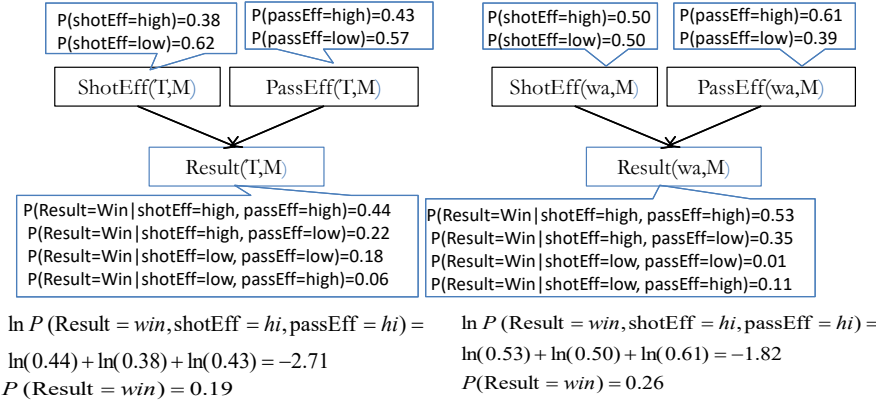 P(shotEff=high)=0.38
P(shotEff=low)=0.62
P(passEff=high)=0.43
P(passEff=low)=0.57
ShotEff(T,M)
PassEff(T,M)
Result(T,M)
P(Result=Win|shotEff=high, passEff=high)=0.44
P(Result=Win|shotEff=high, passEff=low)=0.22
P(Result=Win|shotEff=low, passEff=low)=0.18
P(Result=Win|shotEff=low, passEff=high)=0.06
ln P (Result = win, shotEff = hi, passEff = hi) =
ln(0.44) + ln(0.38) + ln(0.43) = −2.71
P (Result = win) = 0.19
P(shotEff=high)=0.50
P(shotEff=low)=0.50
P(passEff=high)=0.61
P(passEff=low)=0.39
ShotEff(wa,M)
PassEff(wa,M)
Result(wa,M)
P(Result=Win|shotEff=high, passEff=high)=0.53
P(Result=Win|shotEff=high, passEff=low)=0.35
P(Result=Win|shotEff=low, passEff=low)=0.01
P(Result=Win|shotEff=low, passEff=high)=0.11
ln P (Result = win, shotEff = hi, passEff = hi) =
ln(0.53) + ln(0.50) + ln(0.61) = −1.82
P(Result = win) = 0.26